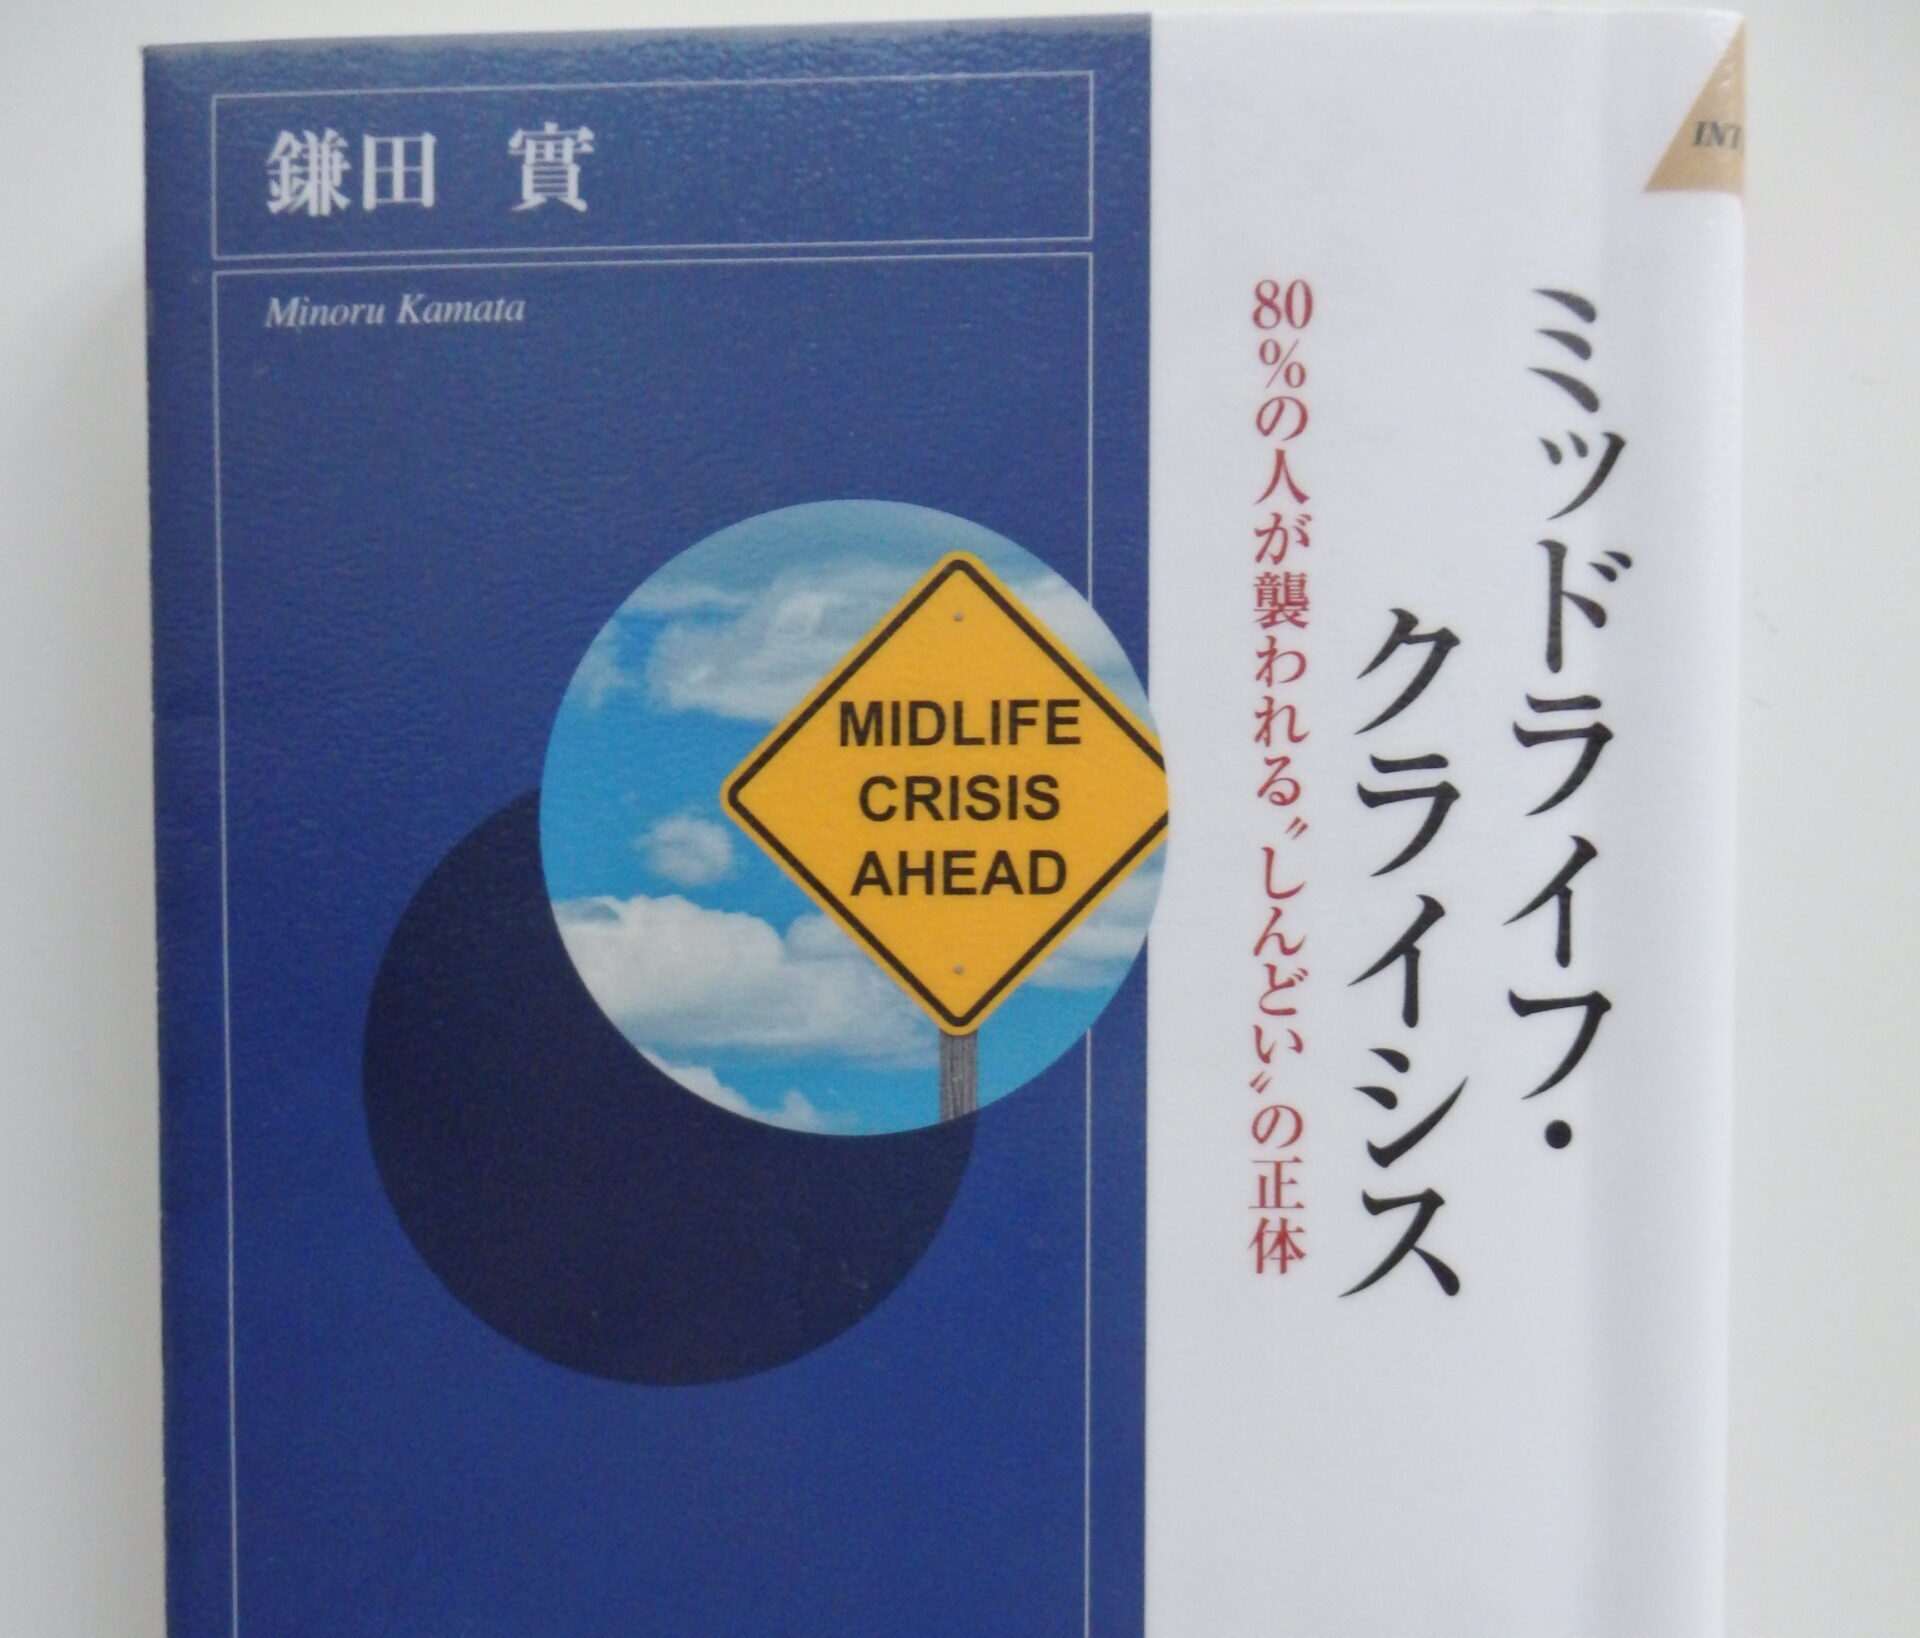 鎌田 實
Minoru Kamata
MIDLIFE
CRISIS
AHEAD
ミッドライフ・
クライシス
80%の人が襲われる〝しんどい〟の正体
INT